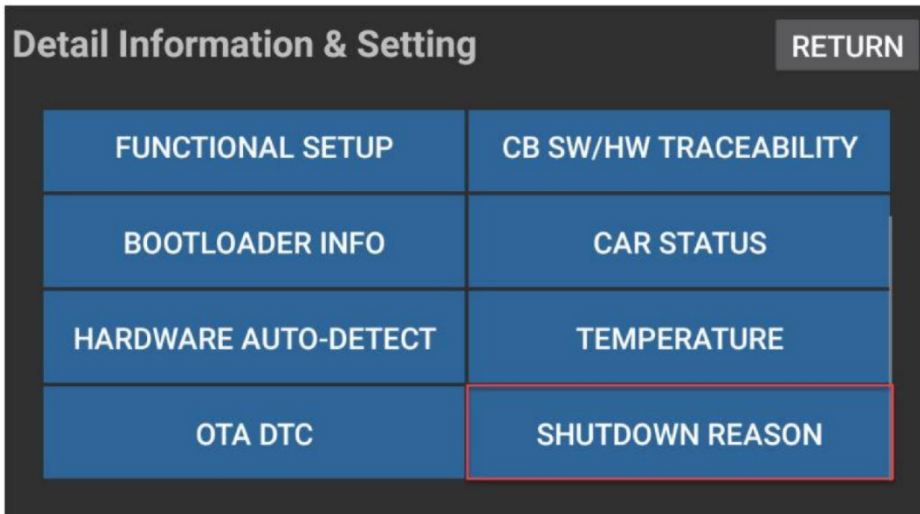 Detail Information & Setting
RETURN
FUNCTIONAL SETUP
CB SW/HW TRACEABILITY
BOOTLOADER INFO
CAR STATUS
HARDWARE AUTO-DETECT
TEMPERATURE
OTA DTC
SHUTDOWN REASON